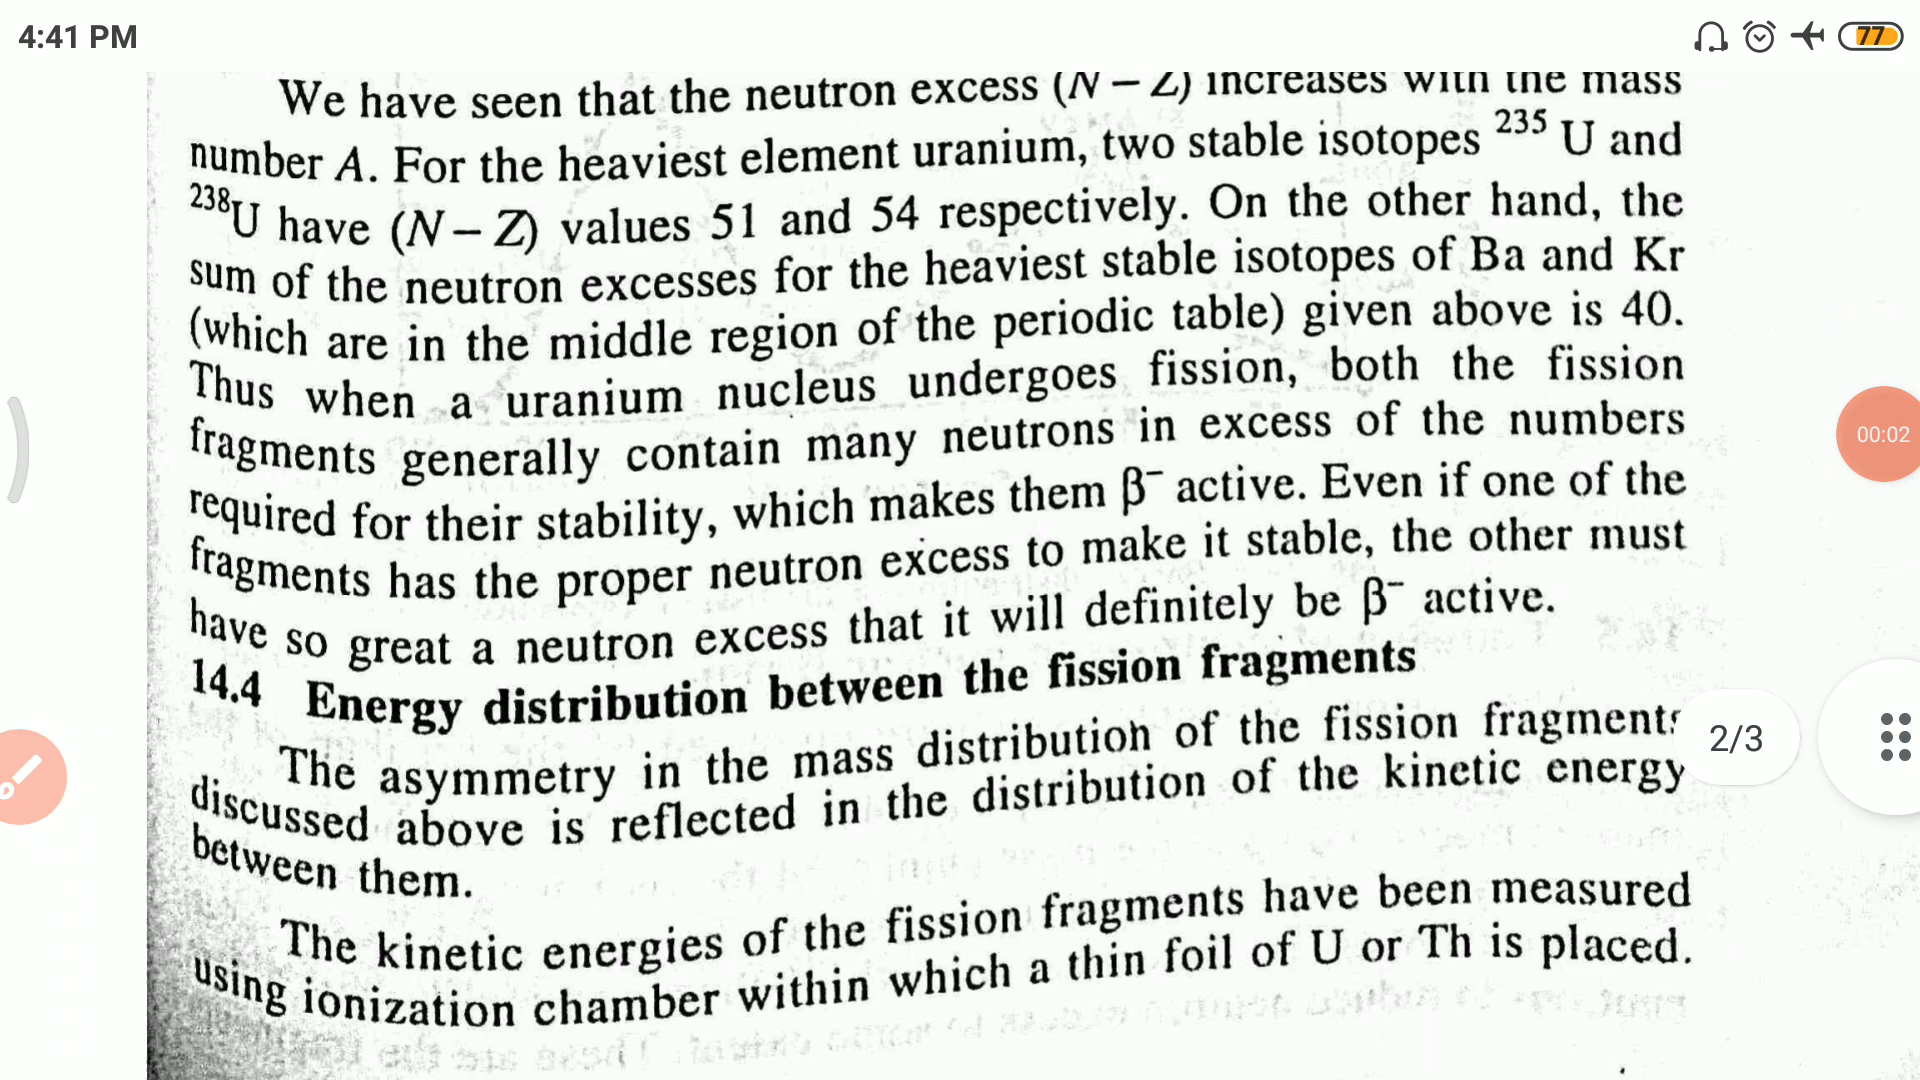 4:41 PM
77
We have seen that the neutron excess (N – Z) increases with the mass
number A. For the heaviest element uranium, two stable isotopes ²³⁵ U and
²³⁸U have (N – Z) values 51 and 54 respectively. On the other hand, the
sum of the neutron excesses for the heaviest stable isotopes of Ba and Kr
(which are in the middle region of the periodic table) given above is 40.
Thus when a uranium nucleus undergoes fission, both the fission
fragments generally contain many neutrons in excess of the numbers
required for their stability, which makes them β⁻ active. Even if one of the
fragments has the proper neutron excess to make it stable, the other must
have so great a neutron excess that it will definitely be β⁻ active.
14.4 Energy distribution between the fission fragments
The asymmetry in the mass distribution of the fission fragments
discussed above is reflected in the distribution of the kinetic energy
between them.
The kinetic energies of the fission fragments have been measured
using ionization chamber within which a thin foil of U or Th is placed.
00:02
2/3